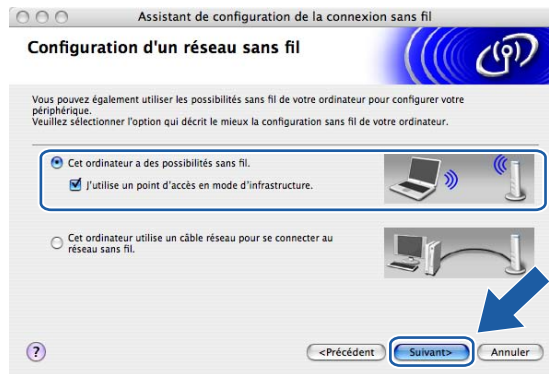 Assistant de configuration de la connexion sans fil
Configuration d'un réseau sans fil
Vous pouvez également utiliser les possibilités sans fil de votre ordinateur pour configurer votre
périphérique.
Veuillez sélectionner l'option qui décrit le mieux la configuration sans fil de votre ordinateur.
Cet ordinateur a des possibilités sans fil.
J'utilise un point d'accès en mode d'infrastructure.
Cet ordinateur utilise un câble réseau pour se connecter au
réseau sans fil.
?
<Précédent
Suivant>
Annuler